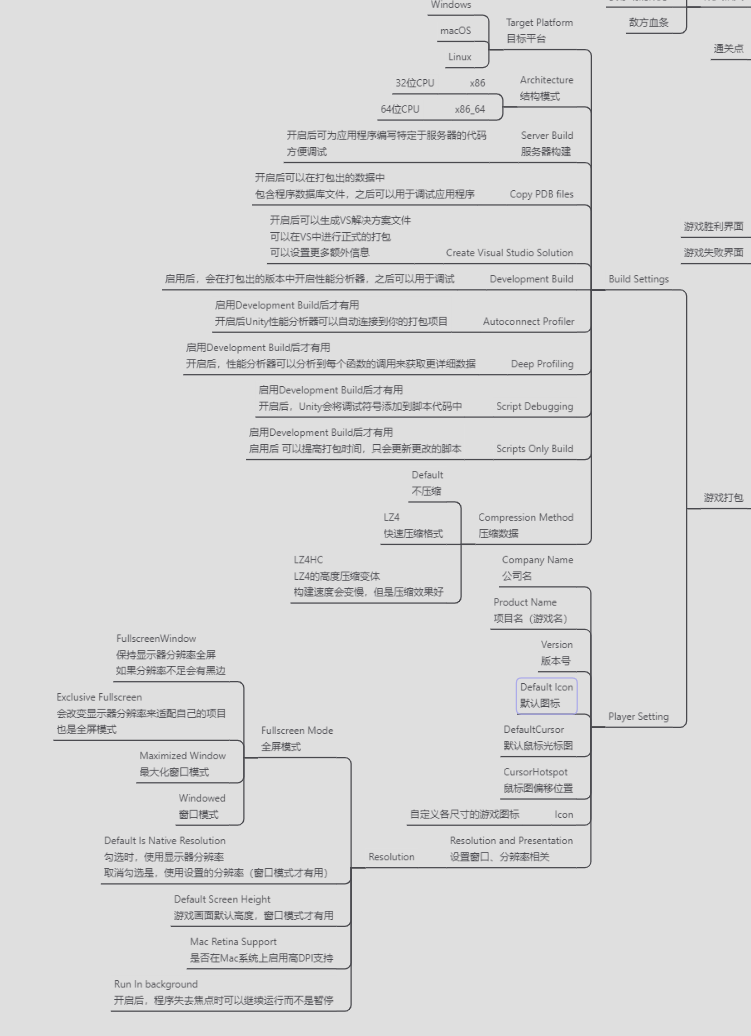 Windows
macOS
Linux
Target Platform
目标平台
敌方血条
通关点
32位CPU
x86
64位CPU
x86_64
Architecture
结构模式
开启后可为应用程序编写特定于服务器的代码
方便调试
Server Build
服务器构建
开启后可以在打包出的数据中
包含程序数据库文件，之后可以用于调试应用程序
Copy PDB files
开启后可以生成VS解决方案文件
可以在VS中进行正式的打包
可以设置更多额外信息
Create Visual Studio Solution
游戏胜利界面
游戏失败界面
启用后，会在打包出的版本中开启性能分析器，之后可以用于调试
Development Build
Build Settings
启用Development Build后才有用
开启后Unity性能分析器可以自动连接到你的打包项目
Autoconnect Profiler
启用Development Build后才有用
开启后，性能分析器可以分析到每个函数的调用来获取更详细数据
Deep Profiling
启用Development Build后才有用
开启后，Unity会将调试符号添加到脚本代码中
Script Debugging
启用Development Build后才有用
启用后 可以提高打包时间，只会更新更改的脚本
Scripts Only Build
Default
不压缩
LZ4
快速压缩格式
LZ4HC
LZ4的高度压缩变体
构建速度会变慢，但是压缩效果好
Compression Method
压缩数据
游戏打包
Company Name
公司名
Product Name
项目名（游戏名）
Version
版本号
Default Icon
默认图标
DefaultCursor
默认鼠标光标图
CursorHotspot
鼠标图偏移位置
自定义各尺寸的游戏图标
Icon
Player Setting
FullscreenWindow
保持显示器分辨率全屏
如果分辨率不足会有黑边
Exclusive Fullscreen
会改变显示器分辨率来适配自己的项目
也是全屏模式
Maximized Window
最大化窗口模式
Windowed
窗口模式
Fullscreen Mode
全屏模式
Default Is Native Resolution
勾选时，使用显示器分辨率
取消勾选是，使用设置的分辨率（窗口模式才有用）
Default Screen Height
游戏画面默认高度，窗口模式才有用
Mac Retina Support
是否在Mac系统上启用高DPI支持
Run In background
开启后，程序失去焦点时可以继续运行而不是暂停
Resolution
Resolution and Presentation
设置窗口、分辨率相关